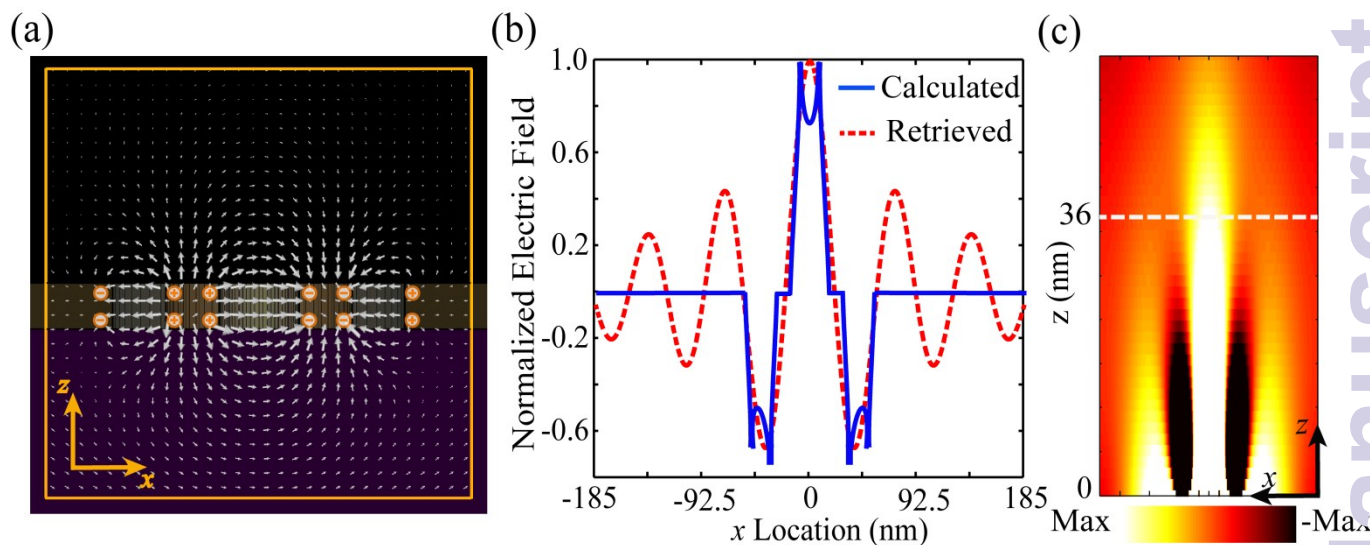 (a)
z
x
(b)
Normalized Electric Field
1.0
0.6
0.2
-0.2
-0.6
Calculated
Retrieved
-185
-92.5
0
92.5
185
x Location (nm)
(c)
z (nm)
36
0
z
x
Max
-Max